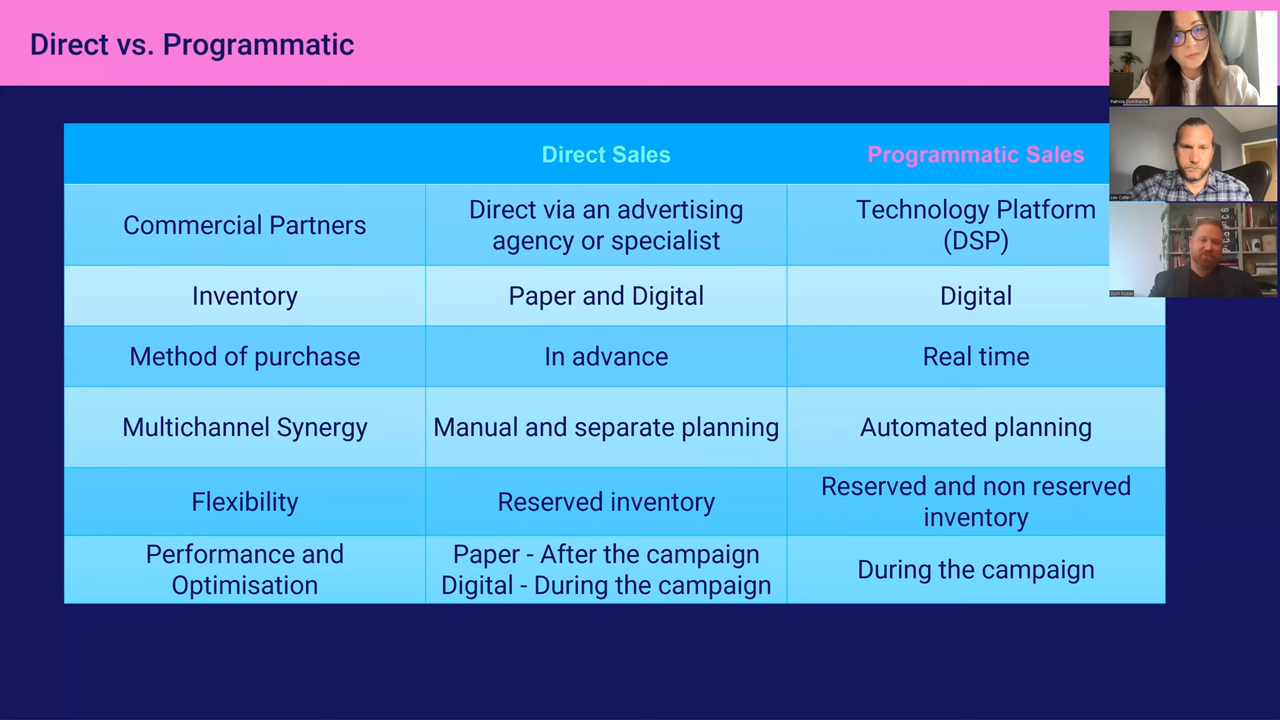 Direct vs. Programmatic
Direct Sales
Programmatic Sales
Commercial Partners
Direct via an advertising
agency or specialist
Technology Platform
(DSP)
Inventory
Paper and Digital
Digital
Method of purchase
In advance
Real time
Multichannel Synergy
Manual and separate planning
Automated planning
Flexibility
Reserved inventory
Reserved and non reserved
inventory
Performance and
Optimisation
Paper - After the campaign
Digital - During the campaign
During the campaign
Lee Cutter